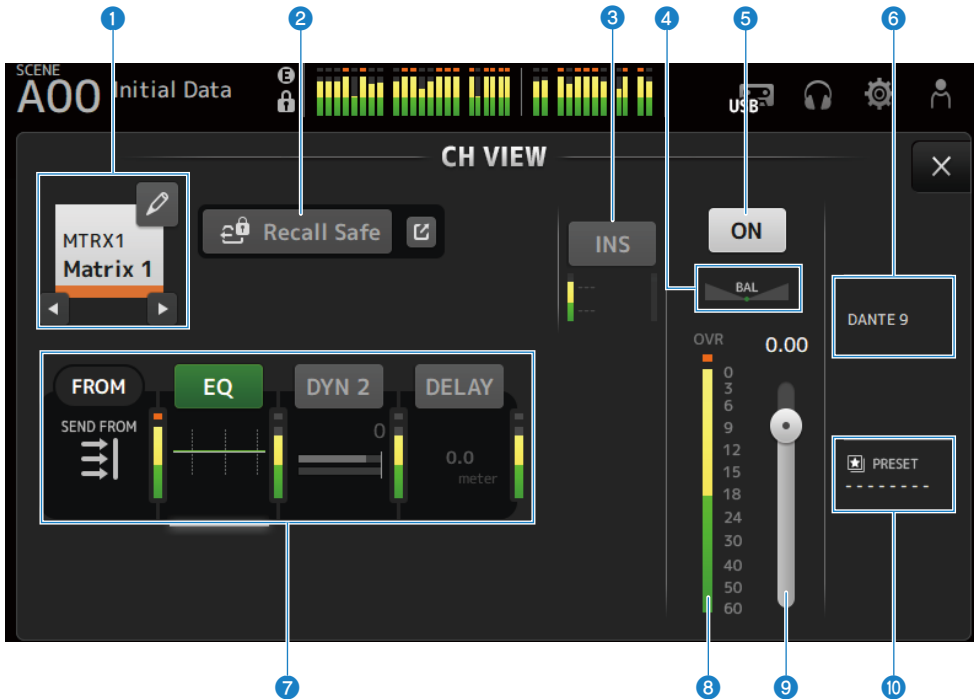 1 2 3 4 5 6
SCENE
A00 Initial Data
E
USB
CH VIEW
MTRX1
Matrix 1
Recall Safe
INS
---
---
ON
BAL
DANTE 9
OVR
0.00
0
3
6
9
12
15
18
24
30
40
50
60
FROM
EQ
DYN 2
DELAY
SEND FROM
0
0.0
meter
PRESET
--------
7 8 9 10